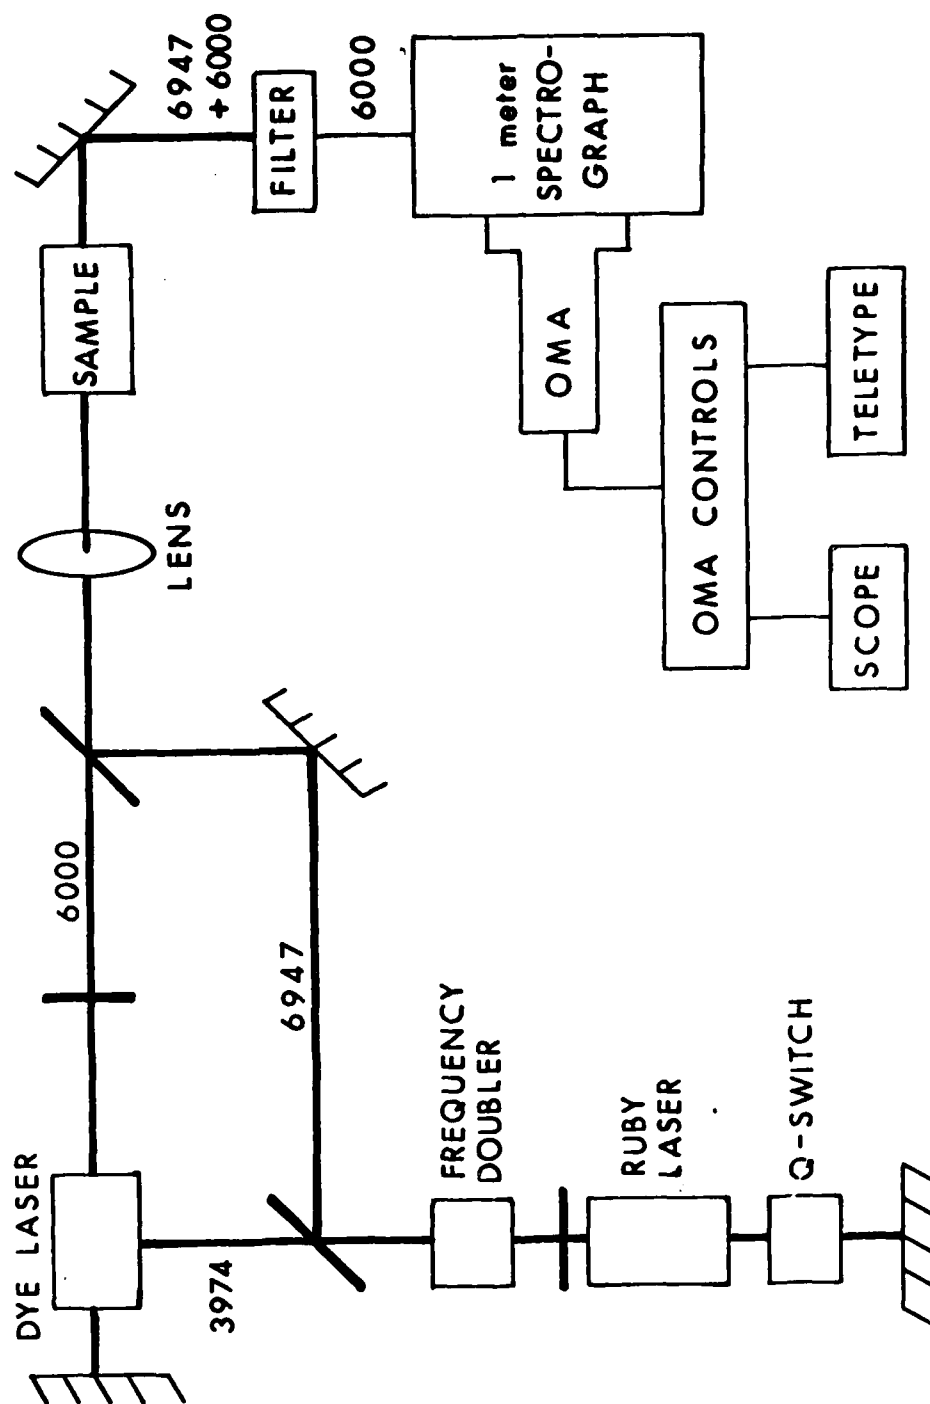 DYE LASER
3974
6000
6947
FREQUENCY
DOUBLER
RUBY
LASER
Q-SWITCH
LENS
SAMPLE
6947
+ 6000
FILTER
6000
1 meter
SPECTRO-
GRAPH
OMA
OMA CONTROLS
SCOPE
TELETYPE